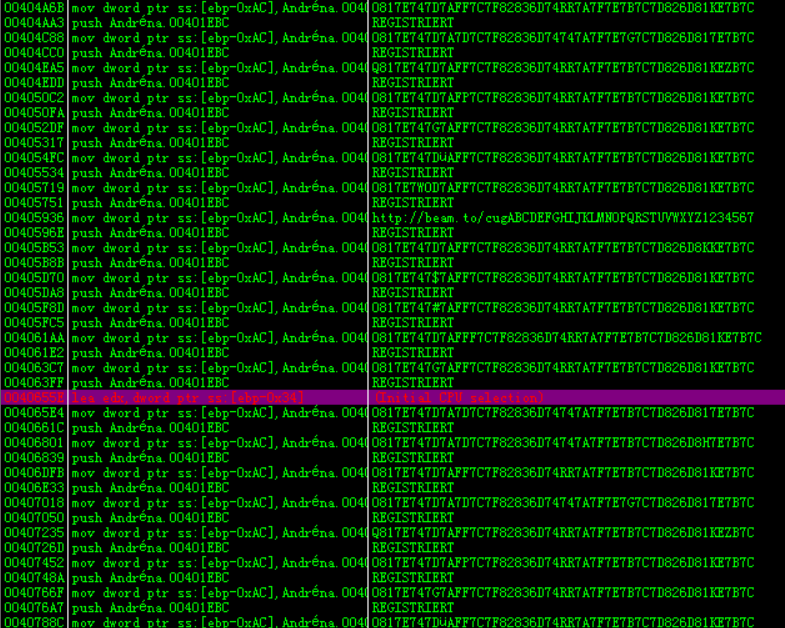 00404A6B mov dword ptr ss:[ebp-0xAC],Andréna.0040 0817E747D7AFF7C7F82836D74RR7A7F7E7B7C7D826D81KE7B7C
00404AA3 push Andréna.00401EBC REGISTRIERT
00404C88 mov dword ptr ss:[ebp-0xAC],Andréna.0040 0817E747D7A7D7C7F82836D74747A7F7E7G7C7D826D817E7B7C
00404CC0 push Andréna.00401EBC REGISTRIERT
00404EA5 mov dword ptr ss:[ebp-0xAC],Andréna.0040 Q817E747D7AFF7C7F82836D74RR7A7F7E7B7C7D826D81KEZB7C
00404EDD push Andréna.00401EBC REGISTRIERT
004050C2 mov dword ptr ss:[ebp-0xAC],Andréna.0040 0817E747D7AFP7C7F82836D74RR7A7F7E7B7C7D826D81KE7B7C
004050FA push Andréna.00401EBC REGISTRIERT
004052DF mov dword ptr ss:[ebp-0xAC],Andréna.0040 0817E747G7AFF7C7F82836D74RR7A7F7E7B7C7D826D81KE7B7C
00405317 push Andréna.00401EBC REGISTRIERT
004054FC mov dword ptr ss:[ebp-0xAC],Andréna.0040 0817E747DüAFF7C7F82836D74RR7A7F7E7B7C7D826D81KE7B7C
00405534 push Andréna.00401EBC REGISTRIERT
00405719 mov dword ptr ss:[ebp-0xAC],Andréna.0040 0817E7WOD7AFF7C7F82836D74RR7A7F7E7B7C7D826D81KE7B7C
00405751 push Andréna.00401EBC REGISTRIERT
00405936 mov dword ptr ss:[ebp-0xAC],Andréna.0040 http://beam.to/cugABCDEFGHIJKLMNOPQRSTUVWXYZ1234567
0040596E push Andréna.00401EBC REGISTRIERT
00405B53 mov dword ptr ss:[ebp-0xAC],Andréna.0040 0817E747D7AFF7C7F82836D74RR7A7F7E7B7C7D826D8KKE7B7C
00405B8B push Andréna.00401EBC REGISTRIERT
00405D70 mov dword ptr ss:[ebp-0xAC],Andréna.0040 0817E747$7AFF7C7F82836D74RR7A7F7E7B7C7D826D81KE7B7C
00405DA8 push Andréna.00401EBC REGISTRIERT
00405F8D mov dword ptr ss:[ebp-0xAC],Andréna.0040 0817E747#7AFF7C7F82836D74RR7A7F7E7B7C7D826D81KE7B7C
00405FC5 push Andréna.00401EBC REGISTRIERT
004061AA mov dword ptr ss:[ebp-0xAC],Andréna.0040 0817E747D7AFFF7C7F82836D74RR7A7F7E7B7C7D826D81KE7B7C
004061E2 push Andréna.00401EBC REGISTRIERT
004063C7 mov dword ptr ss:[ebp-0xAC],Andréna.0040 0817E747G7AFF7C7F82836D74RR7A7F7E7B7C7D826D81KE7B7C
004063FF push Andréna.00401EBC REGISTRIERT
0040655E lea edx,dword ptr ss:[ebp-0x34] (Initial CPU selection)
004065E4 mov dword ptr ss:[ebp-0xAC],Andréna.0040 0817E747D7A7D7C7F82836D74RR7A7F7E7B7C7D826D817E7B7C
0040661C push Andréna.00401EBC REGISTRIERT
00406801 mov dword ptr ss:[ebp-0xAC],Andréna.0040 0817E747D7A7D7C7F82836D74RR7A7F7E7B7C7D826D8H7E7B7C
00406839 push Andréna.00401EBC REGISTRIERT
00406DFB mov dword ptr ss:[ebp-0xAC],Andréna.0040 0817E747D7AFF7C7F82836D74RR7A7F7E7B7C7D826D81KE7B7C
00406E33 push Andréna.00401EBC REGISTRIERT
00407018 mov dword ptr ss:[ebp-0xAC],Andréna.0040 0817E747D7A7D7C7F82836D74747A7F7E7G7C7D826D817E7B7C
00407050 push Andréna.00401EBC REGISTRIERT
00407235 mov dword ptr ss:[ebp-0xAC],Andréna.0040 Q817E747D7AFF7C7F82836D74RR7A7F7E7B7C7D826D81KEZB7C
0040726D push Andréna.00401EBC REGISTRIERT
00407452 mov dword ptr ss:[ebp-0xAC],Andréna.0040 0817E747D7AFP7C7F82836D74RR7A7F7E7B7C7D826D81KE7B7C
0040748A push Andréna.00401EBC REGISTRIERT
0040766F mov dword ptr ss:[ebp-0xAC],Andréna.0040 0817E747G7AFF7C7F82836D74RR7A7F7E7B7C7D826D81KE7B7C
004076A7 push Andréna.00401EBC REGISTRIERT
0040788C mov dword ptr ss:[ebp-0xAC],Andréna.0040 0817E747DüAFF7C7F82836D74RR7A7F7E7B7C7D826D81KE7B7C